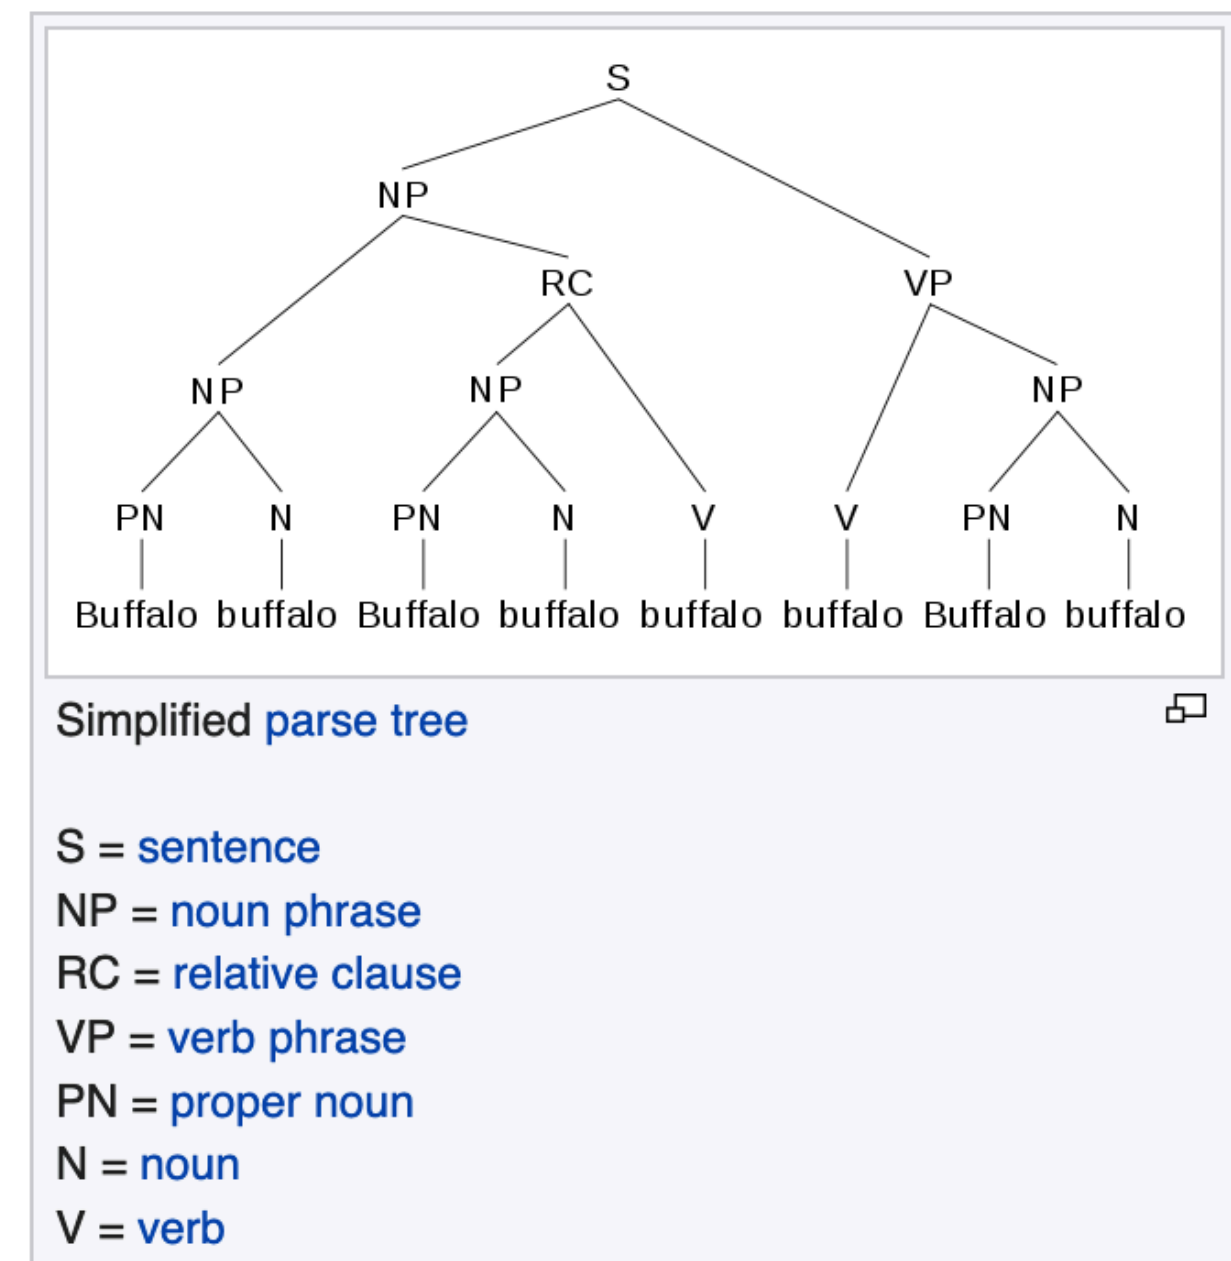 S
NP
RC VP
NP NP NP
PN N PN N V V PN N
Buffalo buffalo Buffalo buffalo buffalo buffalo Buffalo buffalo
Simplified parse tree
S = sentence
NP = noun phrase
RC = relative clause
VP = verb phrase
PN = proper noun
N = noun
V = verb